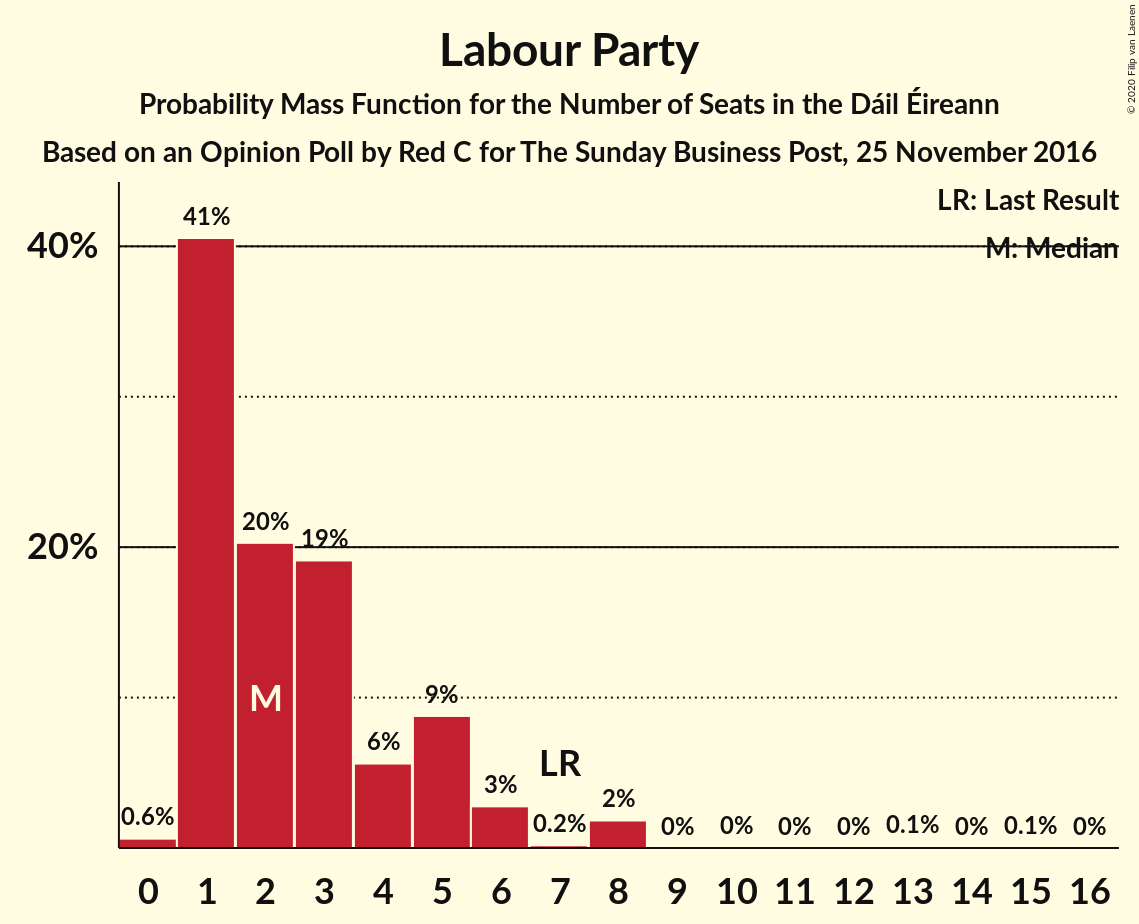 Labour Party
Probability Mass Function for the Number of Seats in the Dáil Éireann
Based on an Opinion Poll by Red C for The Sunday Business Post, 25 November 2016
© 2020 Filip van Laenen
LR: Last Result
M: Median
40%
20%
0.6%
41%
20%
19%
6%
9%
3%
0.2%
2%
0%
0%
0%
0%
0.1%
0%
0.1%
0%
M
LR
0 1 2 3 4 5 6 7 8 9 10 11 12 13 14 15 16